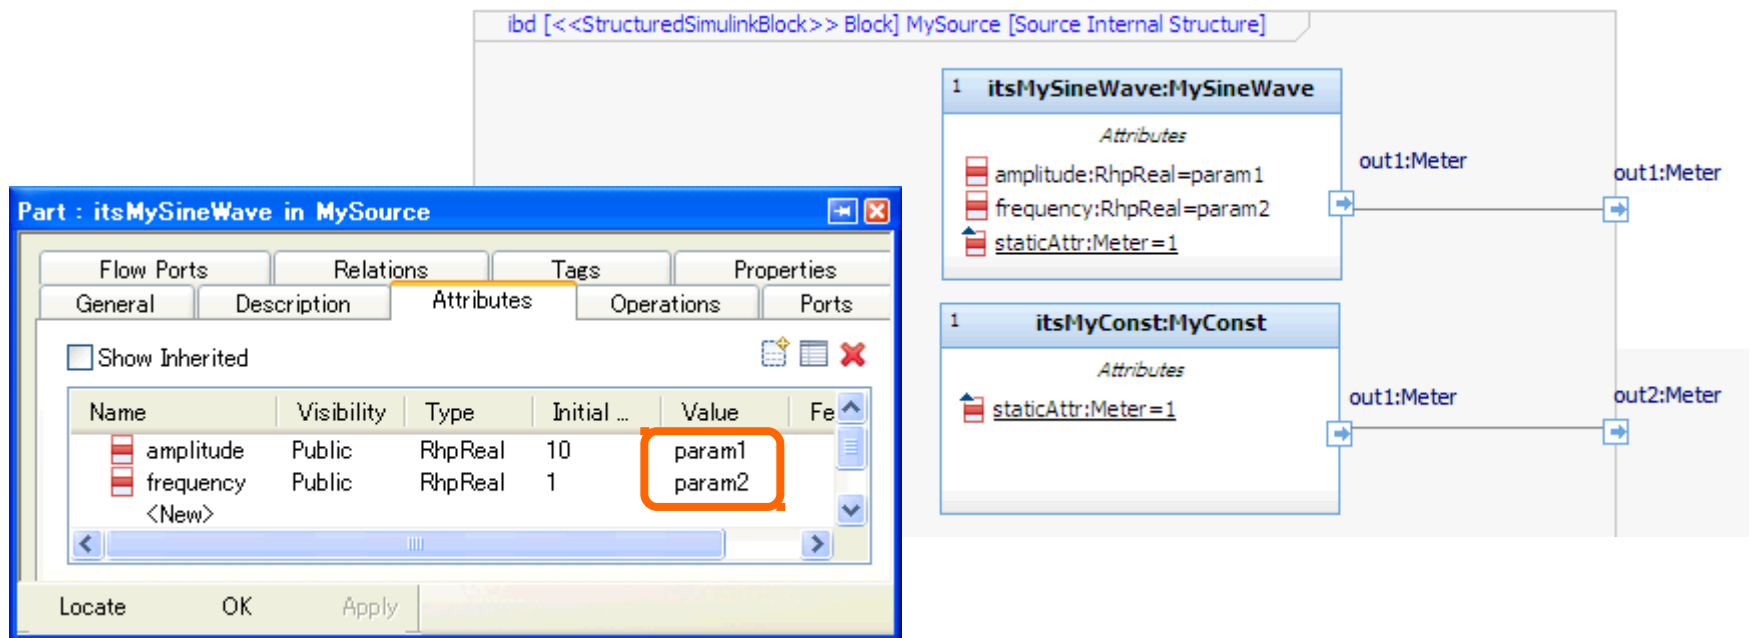 ibd [<<StructuredSimulinkBlock>> Block] MySource [Source Internal Structure]
1 itsMySineWave:MySineWave
Attributes
amplitude:RhpReal=param1
frequency:RhpReal=param2
staticAttr:Meter=1
out1:Meter
out1:Meter
1 itsMyConst:MyConst
Attributes
staticAttr:Meter=1
out1:Meter
out2:Meter
Part : itsMySineWave in MySource
Flow Ports Relations Tags Properties
General Description Attributes Operations Ports
Show Inherited
Name Visibility Type Initial ... Value Fe
amplitude Public RhpReal 10 param1
frequency Public RhpReal 1 param2
<New>
Locate OK Apply